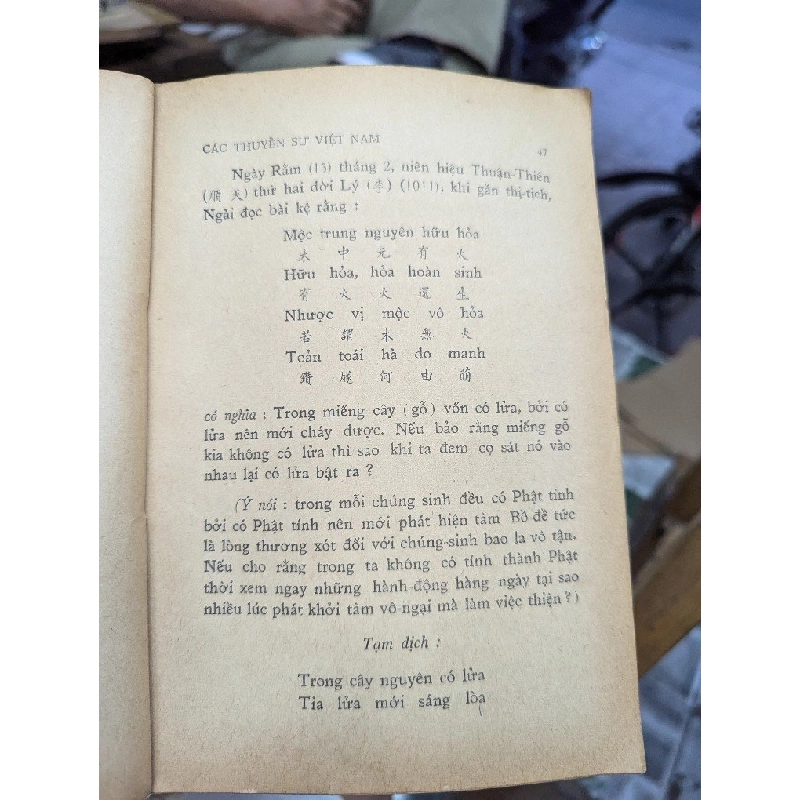 CÁC THUYỀN SƯ VIỆT NAM 47
Ngày Rằm (15) tháng 2, niên hiệu Thuận-Thiên
(順天) thứ hai đời Lý (李) (1011), khi gần thị-tịch,
Ngài đọc bài kệ rằng :
Mộc trung nguyên hữu hỏa
木 中 元 有 火
Hữu hỏa, hỏa hoàn sinh
有 火 火 還 生
Nhược vị mộc vô hỏa
若 謂 木 無 火
Toản toái hà do manh
鑽 何 由 萌
có nghĩa : Trong miếng cây (gỗ) vốn có lửa, bởi có
lửa nên mới cháy được. Nếu bảo rằng miếng gỗ
kia không có lửa thì sao khi ta đem cọ sát nó vào
nhau lại có lửa bật ra ?
(Ý nói : trong mỗi chúng sinh đều có Phật tính
bởi có Phật tính nên mới phát hiện tâm Bồ đề tức
là lòng thương xót đối với chúng-sinh bao la vô tận.
Nếu cho rằng trong ta không có tính thành Phật
thời xem ngay những hành-động hàng ngày tại sao
nhiều lúc phát khởi tâm vô-ngại mà làm việc thiện ?)
Tạm dịch :
Trong cây nguyên có lửa
Tia lửa mới sáng lòa